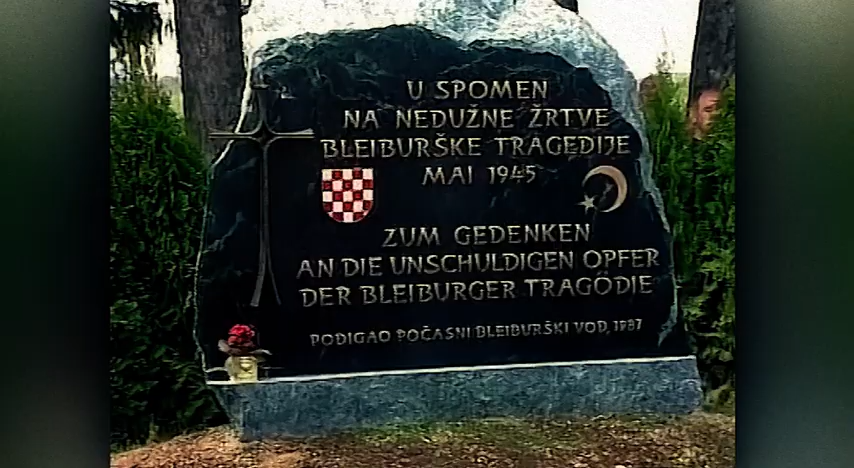 U SPOMEN
NA NEDUŽNE ŽRTVE
BLEIBURŠKE TRAGEDIJE
MAI 1945
ZUM GEDENKEN
AN DIE UNSCHULDIGEN OPFER
DER BLEIBURGER TRAGÖDIE
PODIGAO POČASNI BLEIBURŠKI VOD, 1987